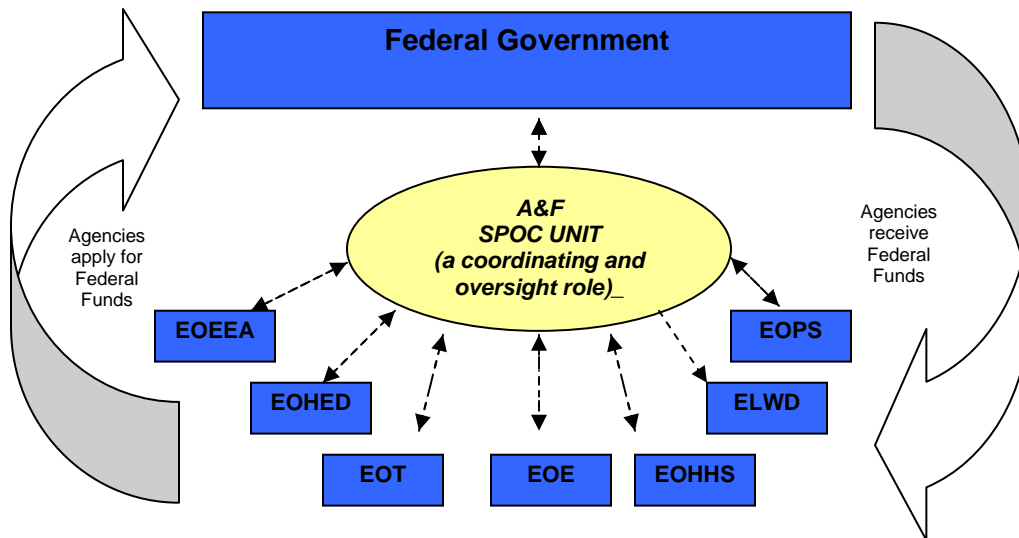 Federal Government
A&F
SPOC UNIT
(a coordinating and
oversight role)_
Agencies
apply for
Federal
Funds
Agencies
receive
Federal
Funds
EOEEA
EOPS
EOHED
ELWD
EOT
EOE
EOHHS